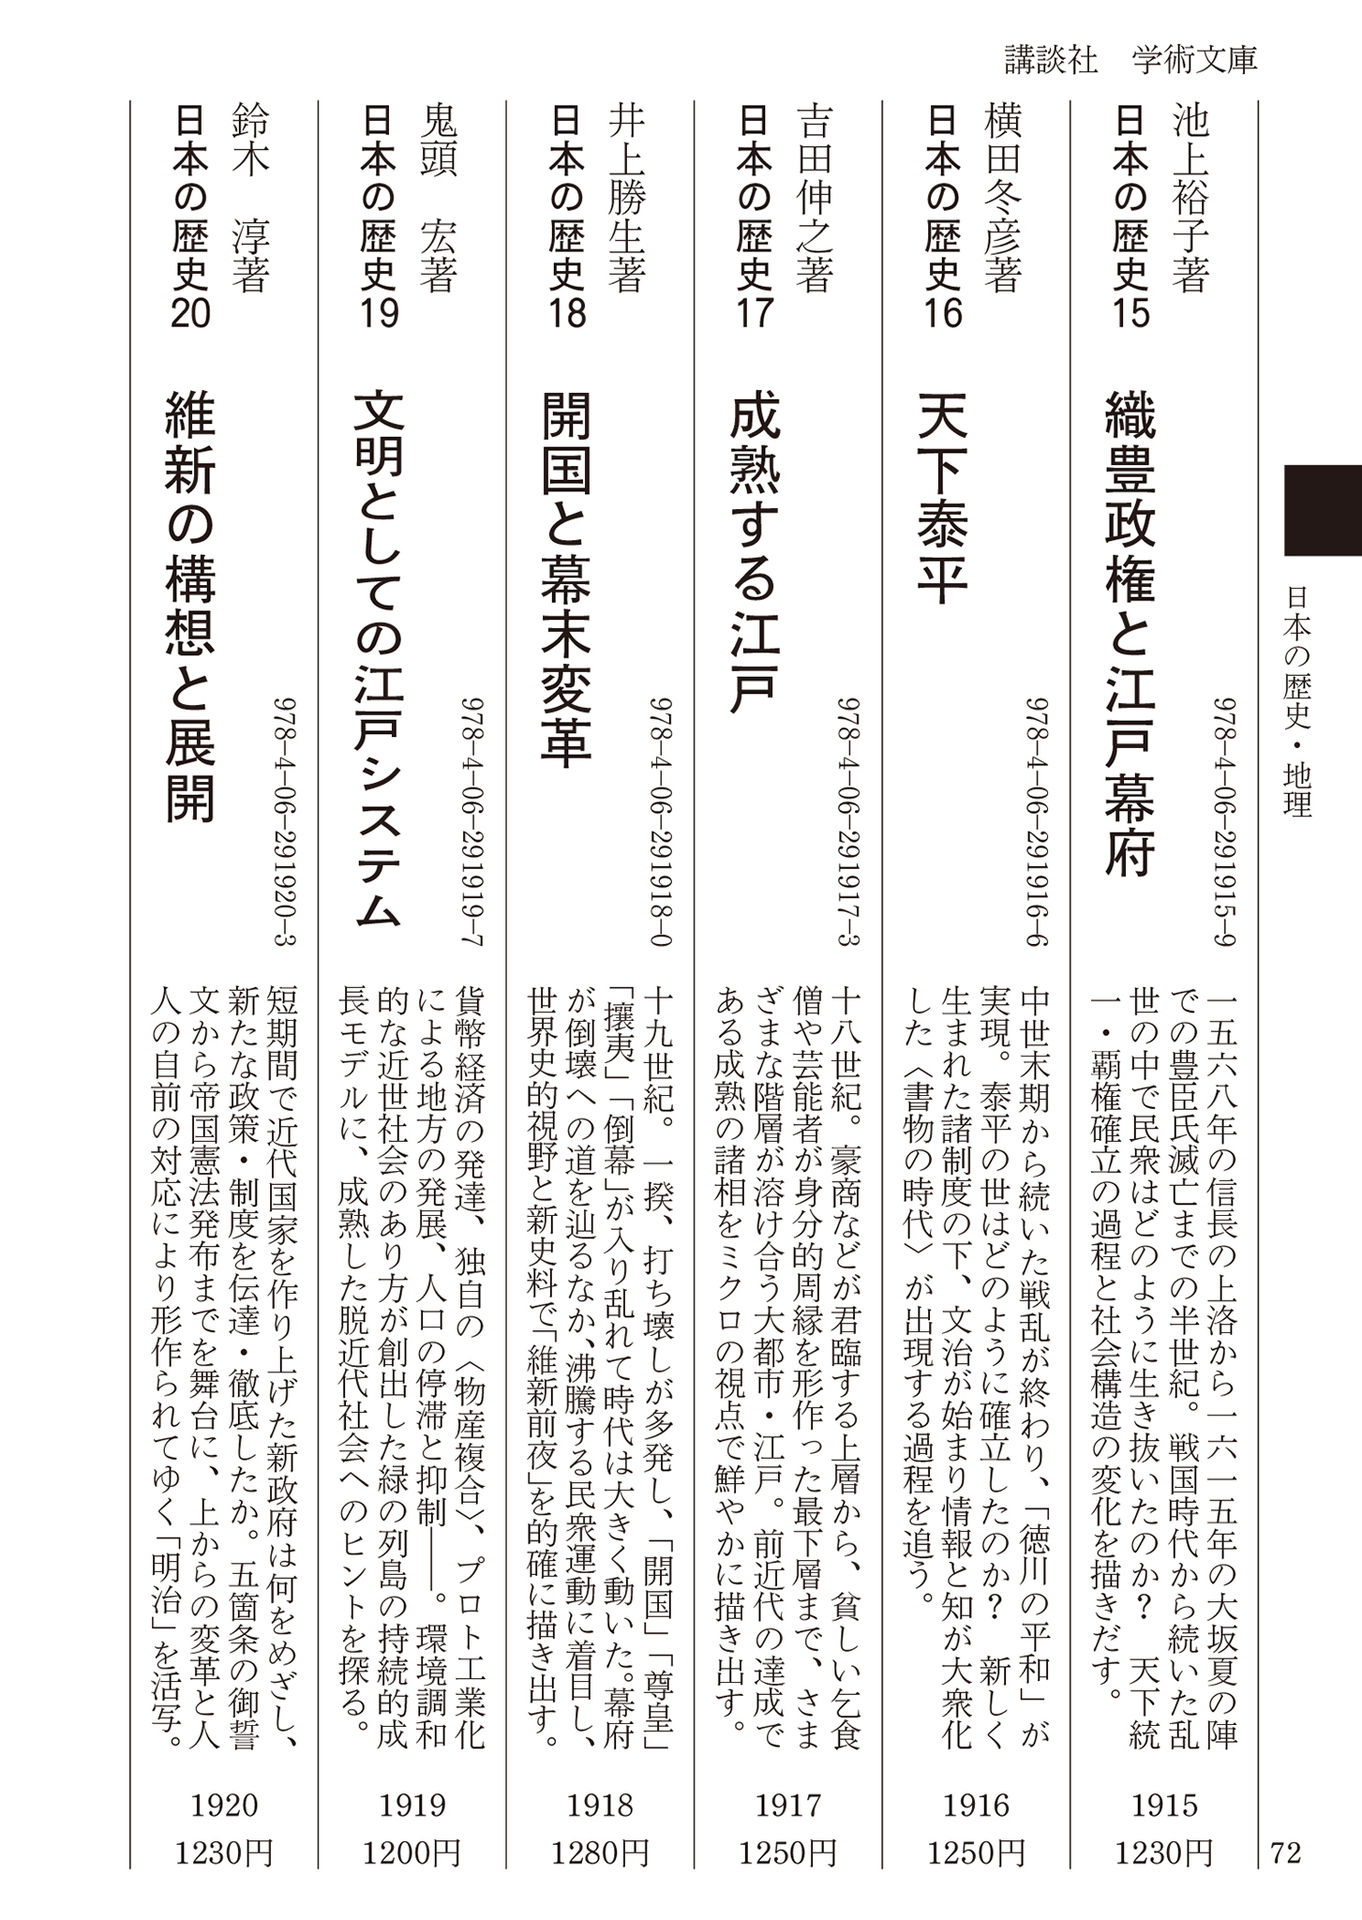 講談社　学術文庫
日本の歴史・地理
池上裕子著
日本の歴史15
織豊政権と江戸幕府
978-4-06-291915-9
一五六八年の信長の上洛から一六一五年の大坂夏の陣
での豊臣氏滅亡までの半世紀。戦国時代から続いた乱
世の中で民衆はどのように生き抜いたのか？　天下統
一・覇権確立の過程と社会構造の変化を描きだす。
1915
1230円
横田冬彦著
日本の歴史16
天下泰平
978-4-06-291916-6
中世末期から続いた戦乱が終わり、「徳川の平和」が
実現。泰平の世はどのように確立したのか？　新しく
生まれた諸制度の下、文治が始まり情報と知が大衆化
した〈書物の時代〉が出現する過程を追う。
1916
1250円
吉田伸之著
日本の歴史17
成熟する江戸
978-4-06-291917-3
十八世紀。豪商などが君臨する上層から、貧しい乞食
僧や芸能者が身分的周縁を形作った最下層まで、さま
ざまな階層が溶け合う大都市・江戸。前近代の達成で
ある成熟の諸相をミクロの視点で鮮やかに描き出す。
1917
1250円
井上勝生著
日本の歴史18
開国と幕末変革
978-4-06-291918-0
十九世紀。一揆、打ち壊しが多発し、「開国」「尊皇」
「攘夷」「倒幕」が入り乱れて時代は大きく動いた。幕府
が倒壊への道を辿るなか、沸騰する民衆運動に着目し、
世界史的視野と新史料で「維新前夜」を的確に描き出す。
1918
1280円
鬼頭　宏著
日本の歴史19
文明としての江戸システム
978-4-06-291919-7
貨幣経済の発達、独自の〈物産複合〉、プロト工業化
による地方の発展、人口の停滞と抑制――。環境調和
的な近世社会のあり方が創出した緑の列島の持続的成
長モデルに、成熟した脱近代社会へのヒントを探る。
1919
1200円
鈴木　淳著
日本の歴史20
維新の構想と展開
978-4-06-291920-3
短期間で近代国家を作り上げた新政府は何をめざし、
新たな政策・制度を伝達・徹底したか。五箇条の御誓
文から帝国憲法発布までを舞台に、上からの変革と人
人の自前の対応により形作られてゆく「明治」を活写。
1920
1230円
72